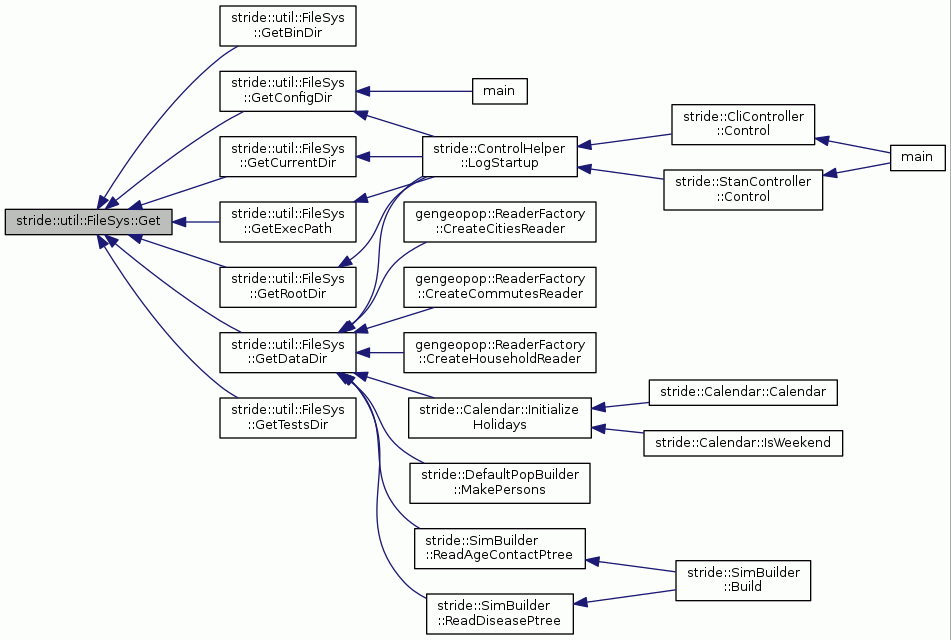 stride::util::FileSys
::GetBinDir
stride::util::FileSys
::GetConfigDir
main
stride::CliController
::Control
stride::util::FileSys
::GetCurrentDir
stride::ControlHelper
::LogStartup
main
stride::StanController
::Control
stride::util::FileSys::Get
stride::util::FileSys
::GetExecPath
gengeopop::ReaderFactory
::CreateCitiesReader
stride::util::FileSys
::GetRootDir
gengeopop::ReaderFactory
::CreateCommutesReader
stride::util::FileSys
::GetDataDir
gengeopop::ReaderFactory
::CreateHouseholdReader
stride::util::FileSys
::GetTestsDir
stride::Calendar::Initialize
Holidays
stride::Calendar::Calendar
stride::Calendar::IsWeekend
stride::DefaultPopBuilder
::MakePersons
stride::SimBuilder
::ReadAgeContactPtree
stride::SimBuilder
::Build
stride::SimBuilder
::ReadDiseasePtree